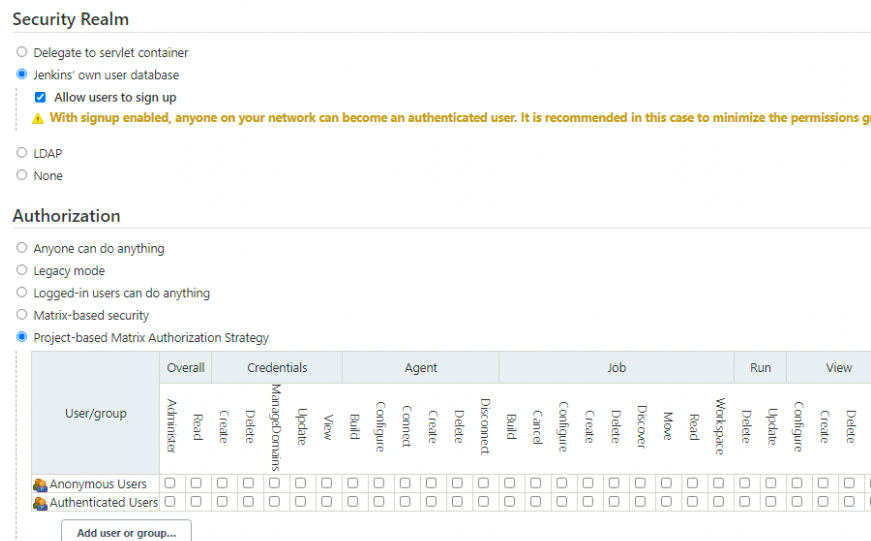 Security Realm
Delegate to servlet container
Jenkins' own user database
Allow users to sign up
With signup enabled, anyone on your network can become an authenticated user. It is recommended in this case to minimize the permissions
LDAP
None
Authorization
Anyone can do anything
Legacy mode
Logged-in users can do anything
Matrix-based security
Project-based Matrix Authorization Strategy
User/group Overall Credentials Agent Job Run View
Administer Read Create Delete ManageDomains Update View Build Configure Connect Create Delete Disconnect Build Cancel Configure Create Delete Discover Move Read Workspace Delete Update Configure Create Delete
Anonymous Users
Authenticated Users
Add user or group...